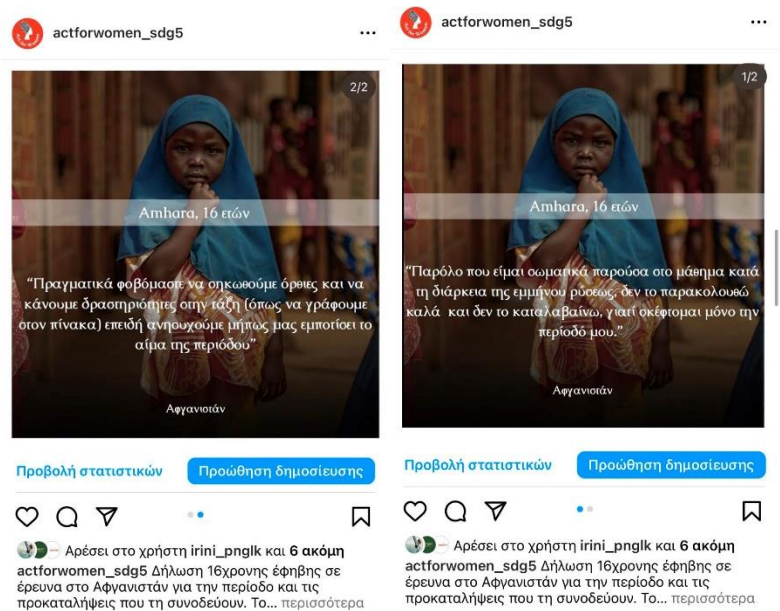 actforwomen_sdg5
2/2
Amhara, 16 ετών
“Πραγματικά φοβόμαστε να σηκωθούμε όρθιες και να
κάνουμε δραστηριότητες στην τάξη (όπως να γράφουμε
στον πίνακα) επειδή ανησυχούμε μήπως μας εμποτίσει το
αίμα της περιόδου”
Αφγανιστάν
Προβολή στατιστικών
Προώθηση δημοσίευσης
Αρέσει στο χρήστη irini_pnglk και 6 ακόμη
actforwomen_sdg5 Δήλωση 16χρονης έφηβης σε
έρευνα στο Αφγανιστάν για την περίοδο και τις
προκαταλήψεις που τη συνοδεύουν. Το... περισσότερα
actforwomen_sdg5
1/2
Amhara, 16 ετών
“Παρόλο που είμαι σωματικά παρούσα στο μάθημα κατά
τη διάρκεια της εμμήνου ρύσεως, δεν το παρακολουθώ
καλά και δεν το καταλαβαίνω, γιατί σκέφτομαι μόνο την
περίοδό μου.”
Αφγανιστάν
Προβολή στατιστικών
Προώθηση δημοσίευσης
Αρέσει στο χρήστη irini_pnglk και 6 ακόμη
actforwomen_sdg5 Δήλωση 16χρονης έφηβης σε
έρευνα στο Αφγανιστάν για την περίοδο και τις
προκαταλήψεις που τη συνοδεύουν. Το... περισσότερα